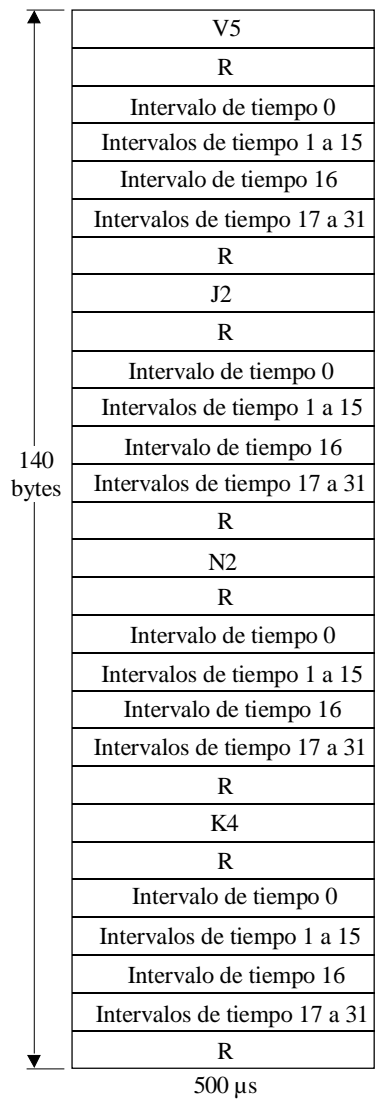 V5
R
Intervalo de tiempo 0
Intervalos de tiempo 1 a 15
Intervalo de tiempo 16
Intervalos de tiempo 17 a 31
R
J2
R
Intervalo de tiempo 0
Intervalos de tiempo 1 a 15
Intervalo de tiempo 16
Intervalos de tiempo 17 a 31
R
N2
R
Intervalo de tiempo 0
Intervalos de tiempo 1 a 15
Intervalo de tiempo 16
Intervalos de tiempo 17 a 31
R
K4
R
Intervalo de tiempo 0
Intervalos de tiempo 1 a 15
Intervalo de tiempo 16
Intervalos de tiempo 17 a 31
R
140
bytes
500 µs